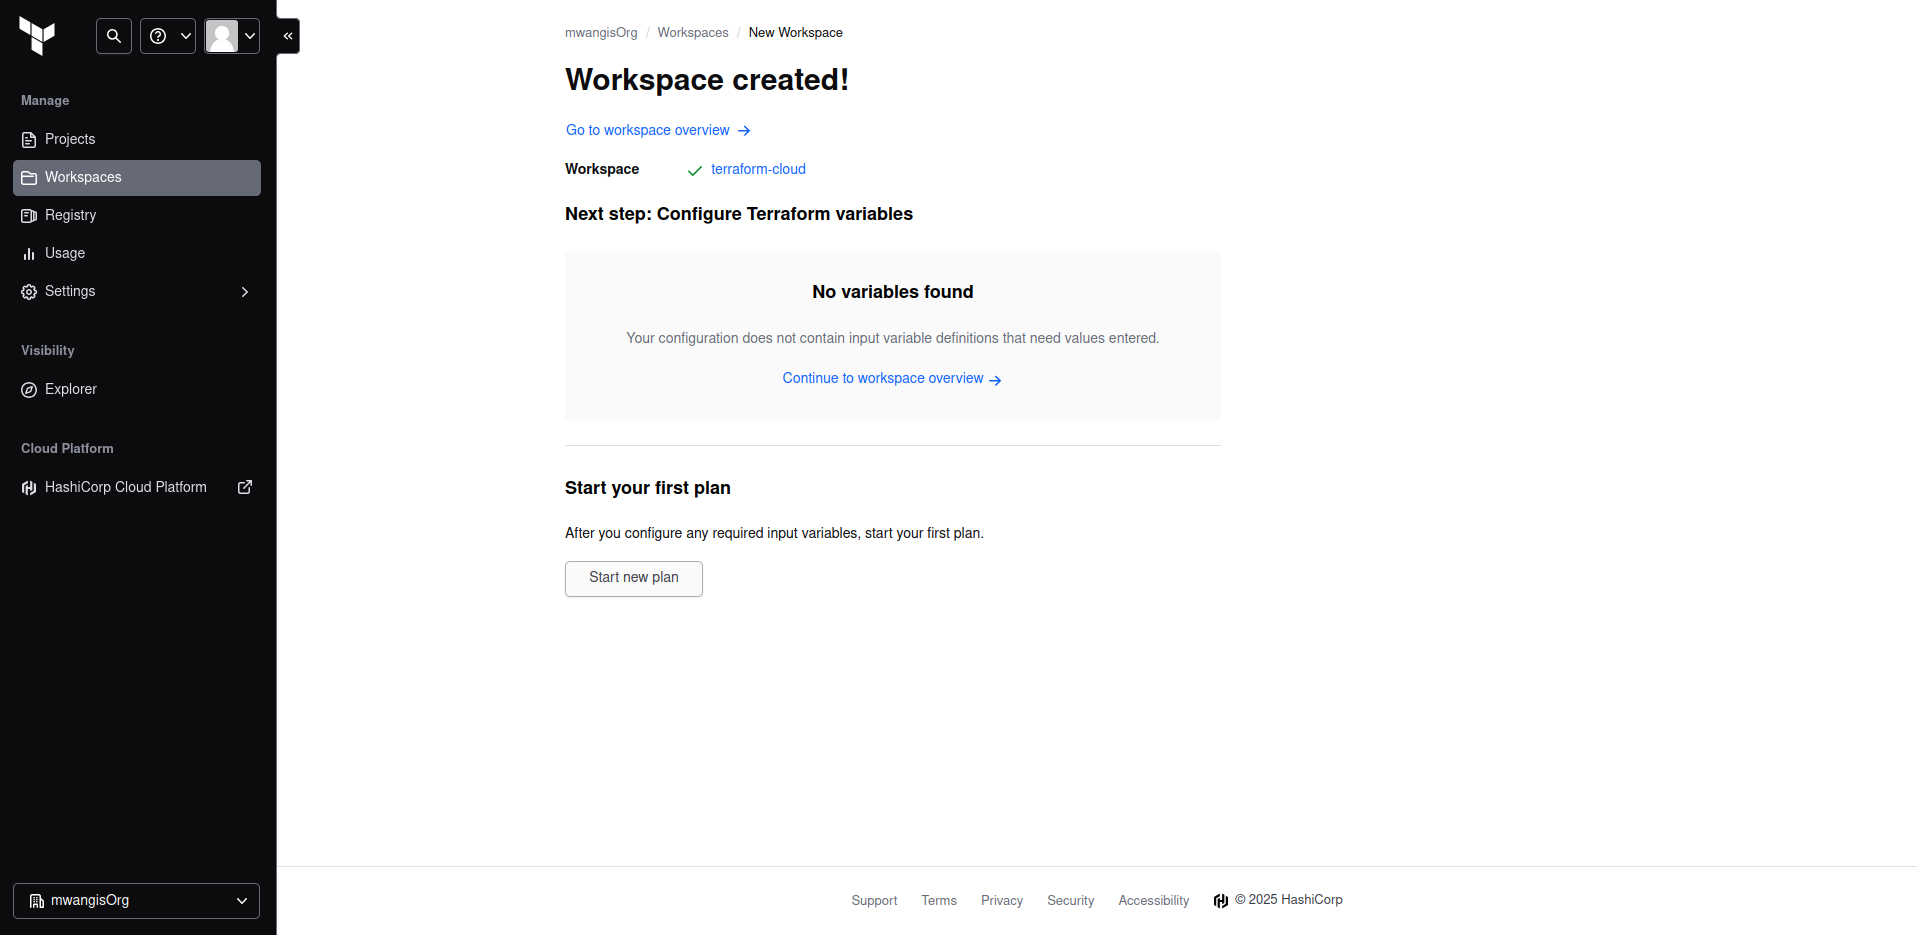 Manage
Projects
Workspaces
Registry
Usage
Settings
Visibility
Explorer
Cloud Platform
HashiCorp Cloud Platform
mwangisOrg
mwangisOrg / Workspaces / New Workspace
Workspace created!
Go to workspace overview
Workspace terraform-cloud
Next step: Configure Terraform variables
No variables found
Your configuration does not contain input variable definitions that need values entered.
Continue to workspace overview
Start your first plan
After you configure any required input variables, start your first plan.
Start new plan
Support Terms Privacy Security Accessibility © 2025 HashiCorp